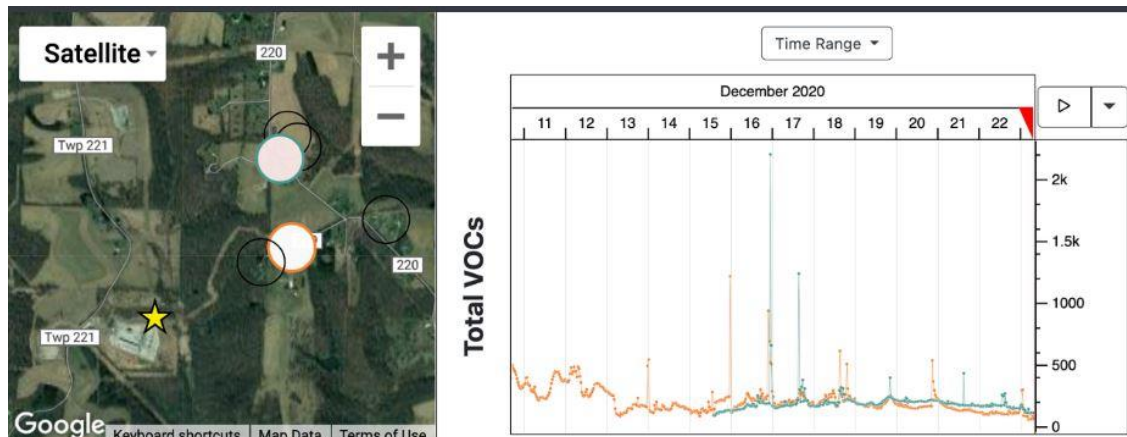 Satellite
220
+
−
Twp 221
220
Twp 221
Google
Keyboard shortcuts
Map Data
Terms of Use
Time Range
December 2020
11 12 13 14 15 16 17 18 19 20 21 22
Total VOCs
2k
1.5k
1000
500
0